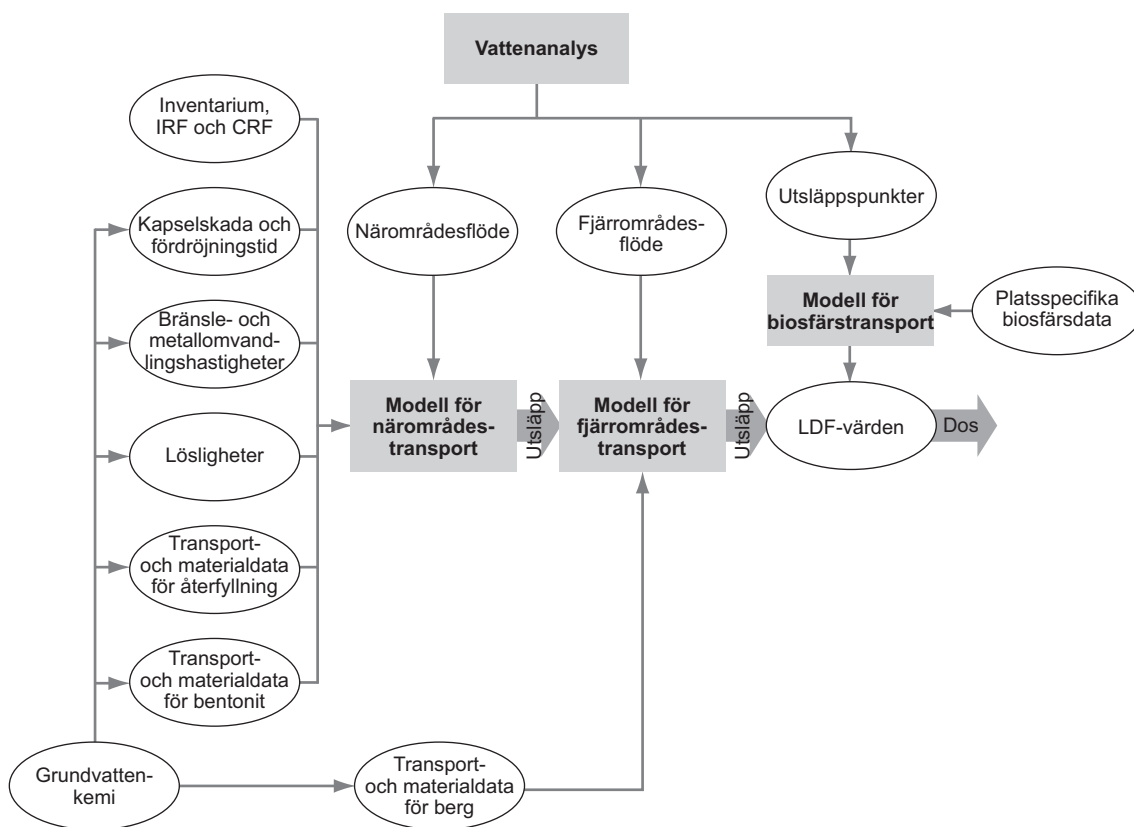 Vattenanalys
Inventarium,
IRF och CRF
Kapselskada och
fördröjningstid
Närområdesflöde
Fjärrområdes-
flöde
Utsläppspunkter
Bränsle- och
metallomvand-
lingshastigheter
Modell för
biosfärstransport
Platsspecifika
biosfärsdata
Lösligheter
Modell för
närområdes-
transport
Utsläpp
Modell för
fjärrområdes-
transport
Utsläpp
LDF-värden
Dos
Transport-
och materialdata
för återfyllning
Transport-
och materialdata
för bentonit
Grundvatten-
kemi
Transport-
och materialdata
för berg